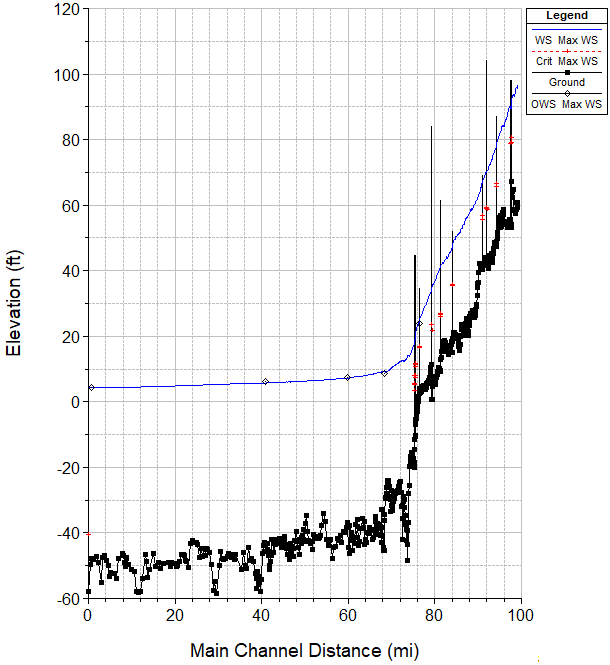 Legend
WS Max WS
Crit Max WS
Ground
OWS Max WS
120
100
80
60
40
20
0
-20
-40
-60
Elevation (ft)
0 20 40 60 80 100
Main Channel Distance (mi)